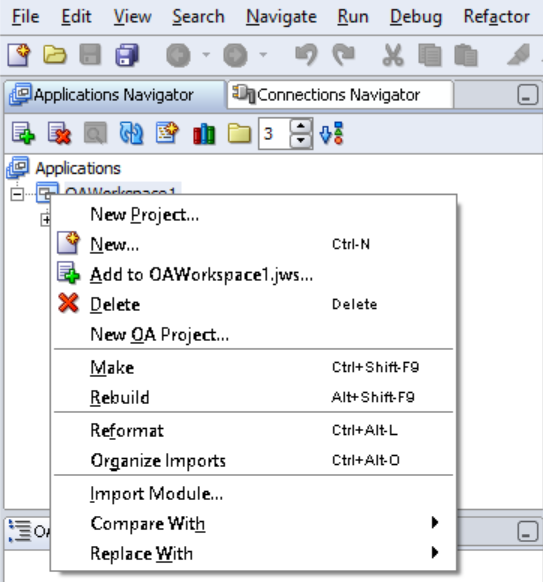 File Edit View Search Navigate Run Debug Refactor
Applications Navigator Connections Navigator
3
Applications
OAWorkspace1
New Project...
New... Ctrl-N
Add to OAWorkspace1.jws...
Delete Delete
New OA Project...
Make Ctrl+Shift-F9
Rebuild Alt+Shift-F9
Reformat Ctrl+Alt-L
Organize Imports Ctrl+Alt-O
Import Module...
Compare With
Replace With